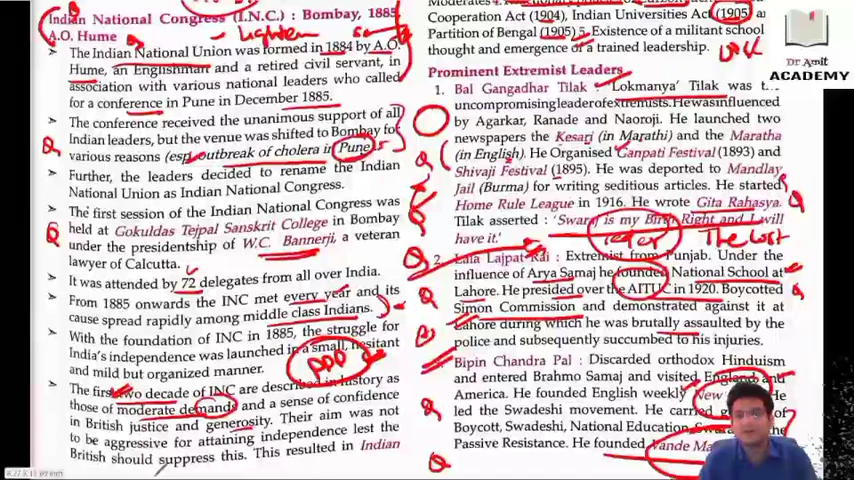 Indian National Congress (I.N.C.) : Bombay, 1885
A.O. Hume
➤ The Indian National Union was formed in 1884 by A.O.
Hume, an Englishman and a retired civil servant, in
association with various national leaders who called
for a conference in Pune in December 1885.
➤ The conference received the unanimous support of all
Indian leaders, but the venue was shifted to Bombay for
various reasons (esp. outbreak of cholera in Pune).
➤ Further, the leaders decided to rename the Indian
National Union as Indian National Congress.
➤ The first session of the Indian National Congress was
held at Gokuldas Tejpal Sanskrit College in Bombay
under the presidentship of W.C. Bannerji, a veteran
lawyer of Calcutta.
➤ It was attended by 72 delegates from all over India.
➤ From 1885 onwards the INC met every year and its
cause spread rapidly among middle class Indians.
➤ With the foundation of INC in 1885, the struggle for
India's independence was launched in a small, hesitant
and mild but organized manner.
PDD
➤ The first two decade of INC are described in history as
those of moderate demands and a sense of confidence
in British justice and generosity. Their aim was not
to be aggressive for attaining independence lest the
British should suppress this. This resulted in Indian
Moderates 4.
Cooperation Act (1904), Indian Universities Act (1905) a
Partition of Bengal (1905) 5. Existence of a militant school
thought and emergence of a trained leadership.
Prominent Extremist Leaders
1. Bal Gangadhar Tilak : 'Lokmanya' Tilak was t
uncompromising leader of extremists. He was influenced
by Agarkar, Ranade and Naoroji. He launched two
newspapers the Kesari (in Marathi) and the Maratha
(in English). He Organised Ganpati Festival (1893) and
Shivaji Festival (1895). He was deported to Mandlay
Jail (Burma) for writing seditious articles. He started
Home Rule League in 1916. He wrote Gita Rahasya.
Tilak asserted : 'Swaraj is my Birth Right and I will
have it.'
The Lost
2. Lala Lajpat Rai : Extremist from Punjab. Under the
influence of Arya Samaj he founded National School at
Lahore. He presided over the AITUC in 1920. Boycotted
Simon Commission and demonstrated against it at
Lahore during which he was brutally assaulted by the
police and subsequently succumbed to his injuries.
Bipin Chandra Pal : Discarded orthodox Hinduism
and entered Brahmo Samaj and visited England and
America. He founded English weekly New He
led the Swadeshi movement. He carried of
Boycott, Swadeshi, National Education,
Passive Resistance. He founded Vande Ma
Dr Amit
ACADEMY